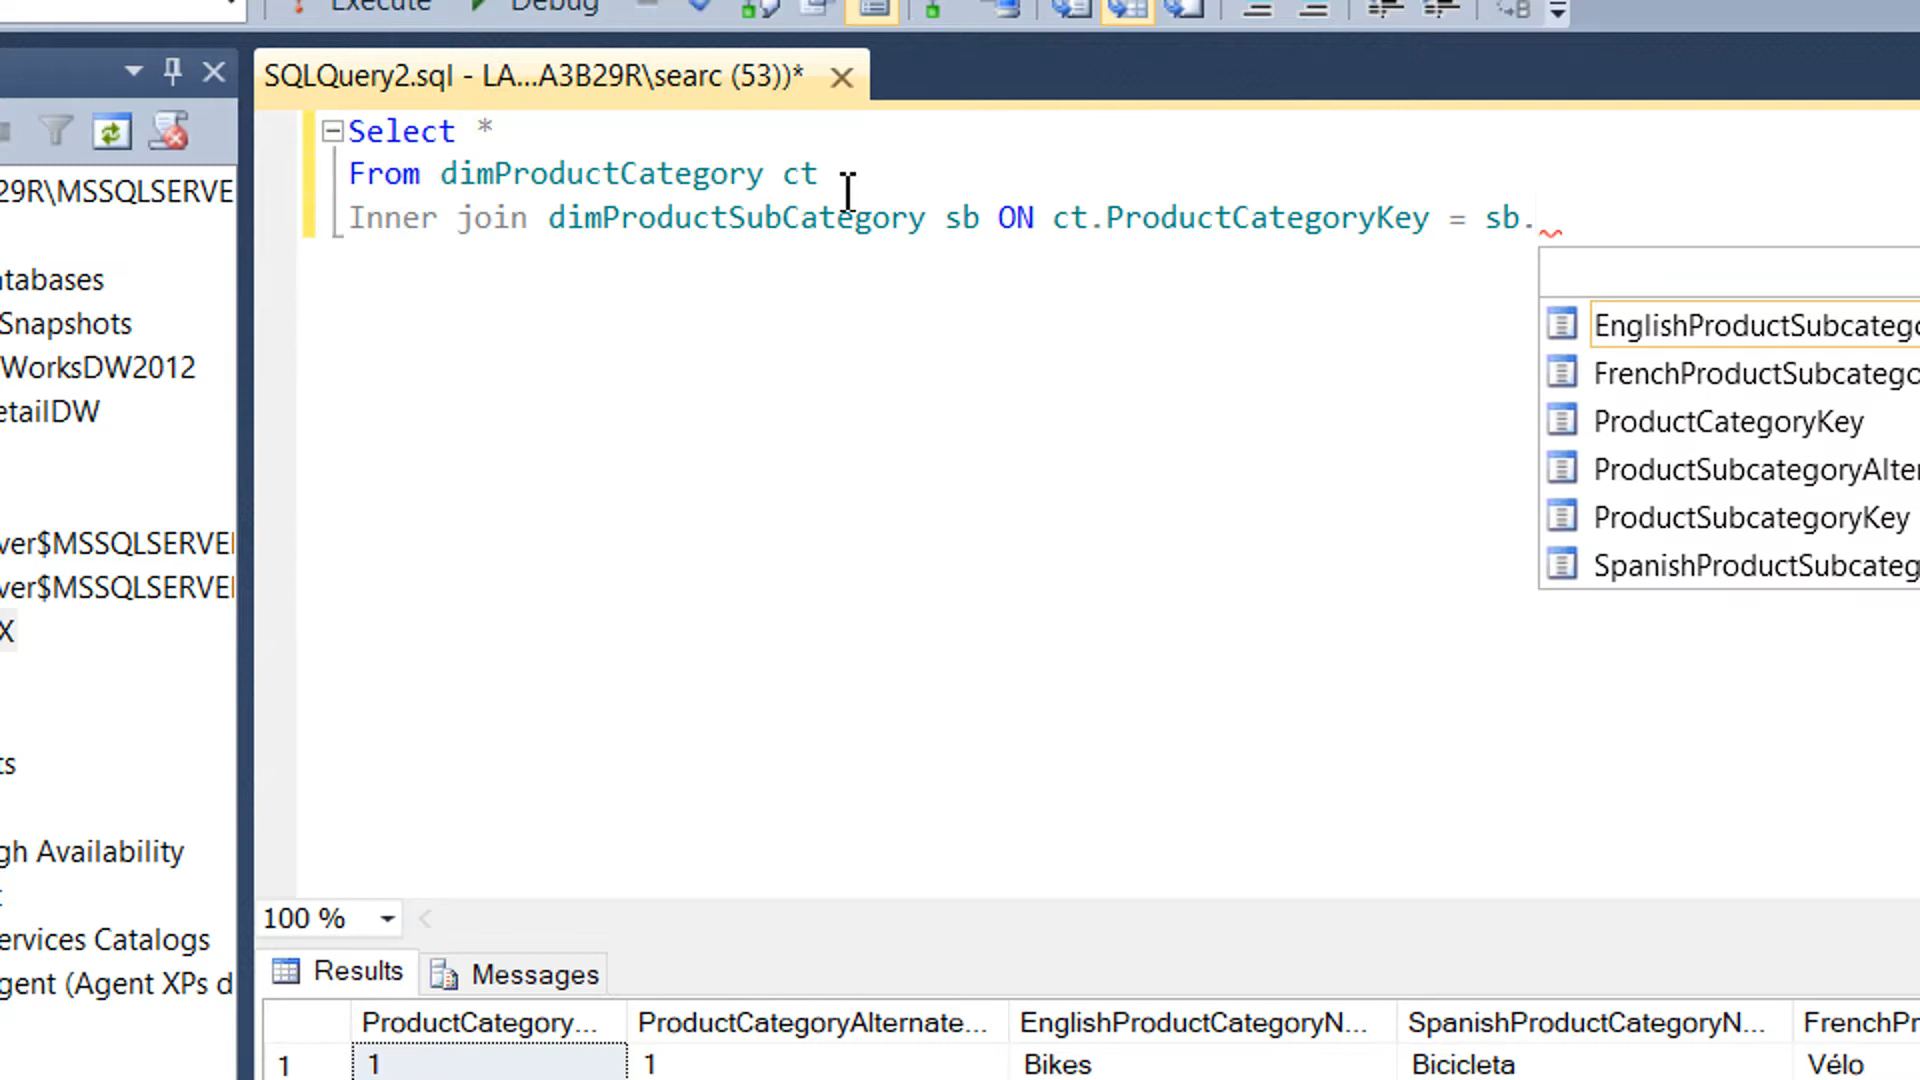 Execute Debug
SQLQuery2.sql - LA...A3B29R\searc (53))*
Select *
From dimProductCategory ct
Inner join dimProductSubCategory sb ON ct.ProductCategoryKey = sb.
EnglishProductSubcatego
FrenchProductSubcatego
ProductCategoryKey
ProductSubcategoryAlter
ProductSubcategoryKey
SpanishProductSubcateg
29R\MSSQLSERVE
atabases
Snapshots
WorksDW2012
etailDW
ver$MSSQLSERVE
ver$MSSQLSERVE
X
ts
gh Availability
t
ervices Catalogs
gent (Agent XPs d
100 %
Results Messages
ProductCategory... ProductCategoryAlternate... EnglishProductCategoryN... SpanishProductCategoryN... FrenchPr
1 1 1 Bikes Bicicleta Vélo